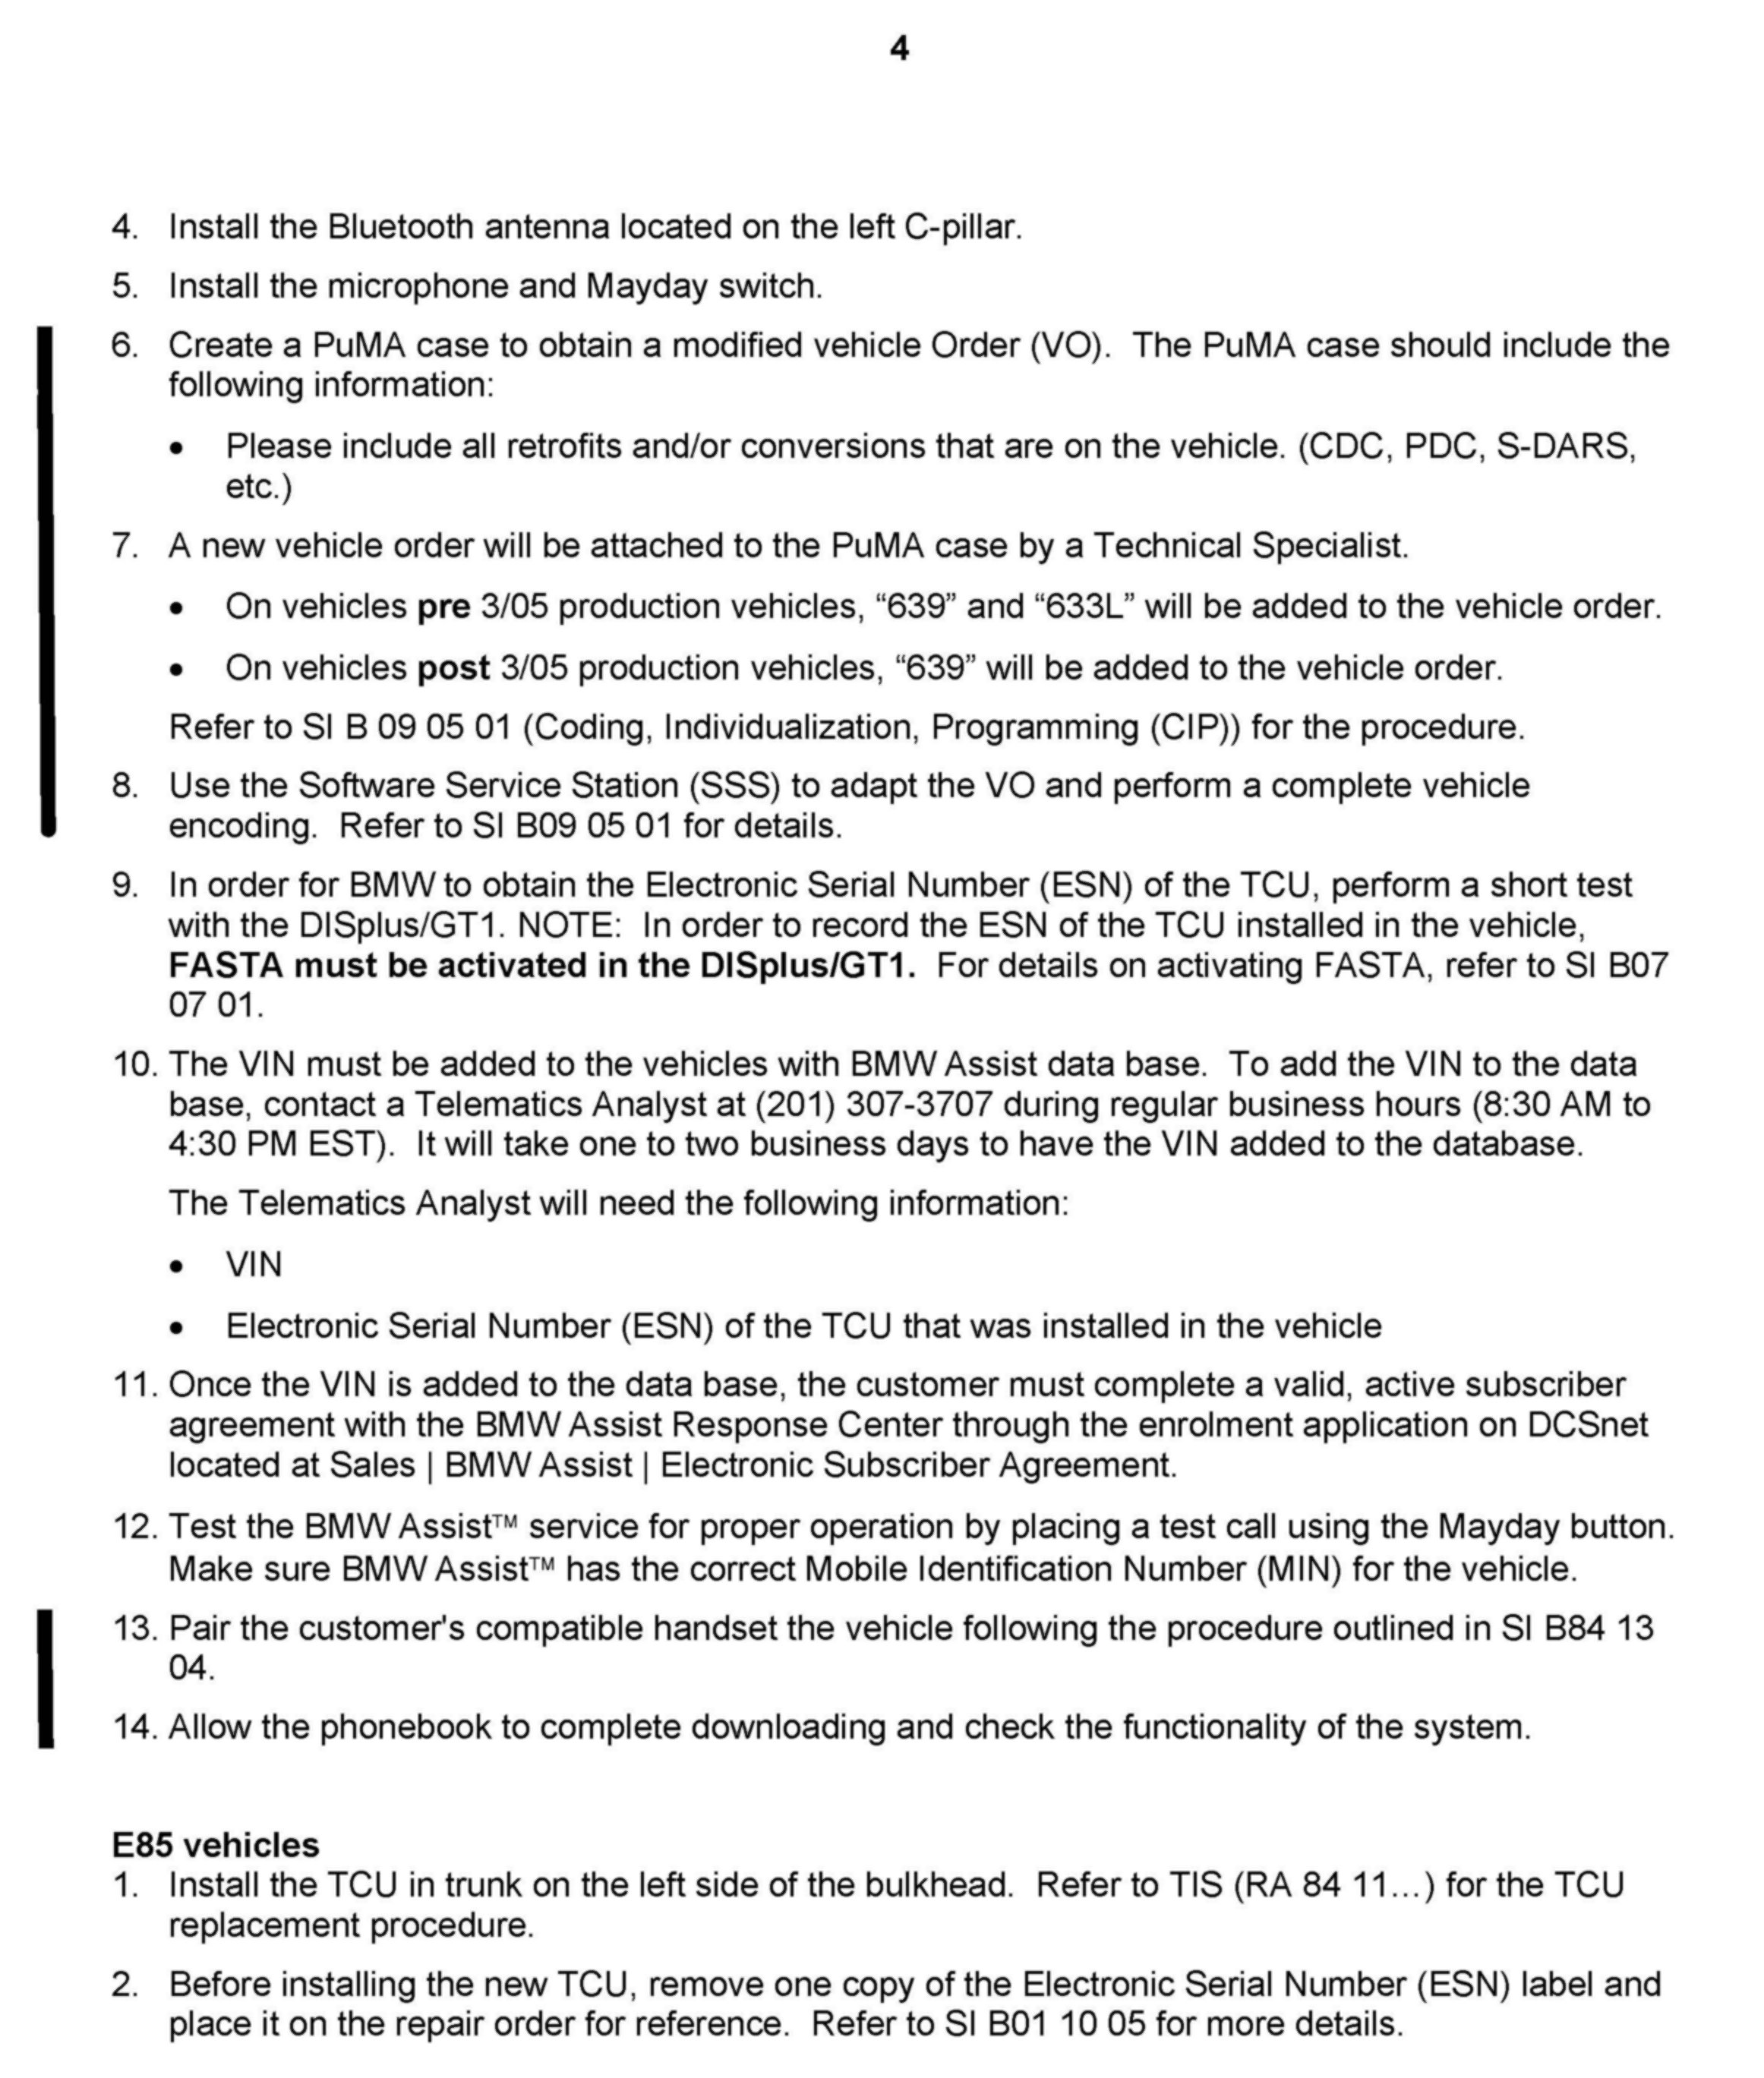 4
4. Install the Bluetooth antenna located on the left C-pillar.
5. Install the microphone and Mayday switch.
6. Create a PuMA case to obtain a modified vehicle Order (VO). The PuMA case should include the
following information:
• Please include all retrofits and/or conversions that are on the vehicle. (CDC, PDC, S-DARS,
etc.)
7. A new vehicle order will be attached to the PuMA case by a Technical Specialist.
• On vehicles pre 3/05 production vehicles, “639” and “633L” will be added to the vehicle order.
• On vehicles post 3/05 production vehicles, “639” will be added to the vehicle order.
Refer to SI B 09 05 01 (Coding, Individualization, Programming (CIP)) for the procedure.
8. Use the Software Service Station (SSS) to adapt the VO and perform a complete vehicle
encoding. Refer to SI B09 05 01 for details.
9. In order for BMW to obtain the Electronic Serial Number (ESN) of the TCU, perform a short test
with the DISplus/GT1. NOTE: In order to record the ESN of the TCU installed in the vehicle,
FASTA must be activated in the DISplus/GT1. For details on activating FASTA, refer to SI B07
07 01.
10. The VIN must be added to the vehicles with BMW Assist data base. To add the VIN to the data
base, contact a Telematics Analyst at (201) 307-3707 during regular business hours (8:30 AM to
4:30 PM EST). It will take one to two business days to have the VIN added to the database.
The Telematics Analyst will need the following information:
• VIN
• Electronic Serial Number (ESN) of the TCU that was installed in the vehicle
11. Once the VIN is added to the data base, the customer must complete a valid, active subscriber
agreement with the BMW Assist Response Center through the enrolment application on DCSnet
located at Sales | BMW Assist | Electronic Subscriber Agreement.
12. Test the BMW Assist™ service for proper operation by placing a test call using the Mayday button.
Make sure BMW Assist™ has the correct Mobile Identification Number (MIN) for the vehicle.
13. Pair the customer's compatible handset the vehicle following the procedure outlined in SI B84 13
04.
14. Allow the phonebook to complete downloading and check the functionality of the system.
E85 vehicles
1. Install the TCU in trunk on the left side of the bulkhead. Refer to TIS (RA 84 11...) for the TCU
replacement procedure.
2. Before installing the new TCU, remove one copy of the Electronic Serial Number (ESN) label and
place it on the repair order for reference. Refer to SI B01 10 05 for more details.